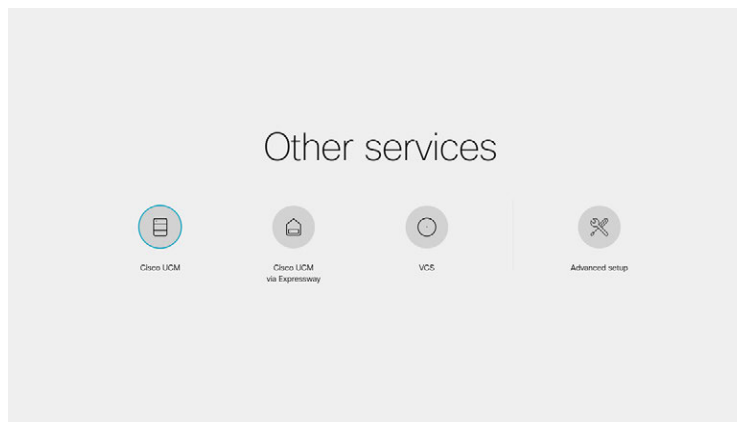 Other services
Cisco UCM
Cisco UCM
via Expressway
VCS
Advanced setup